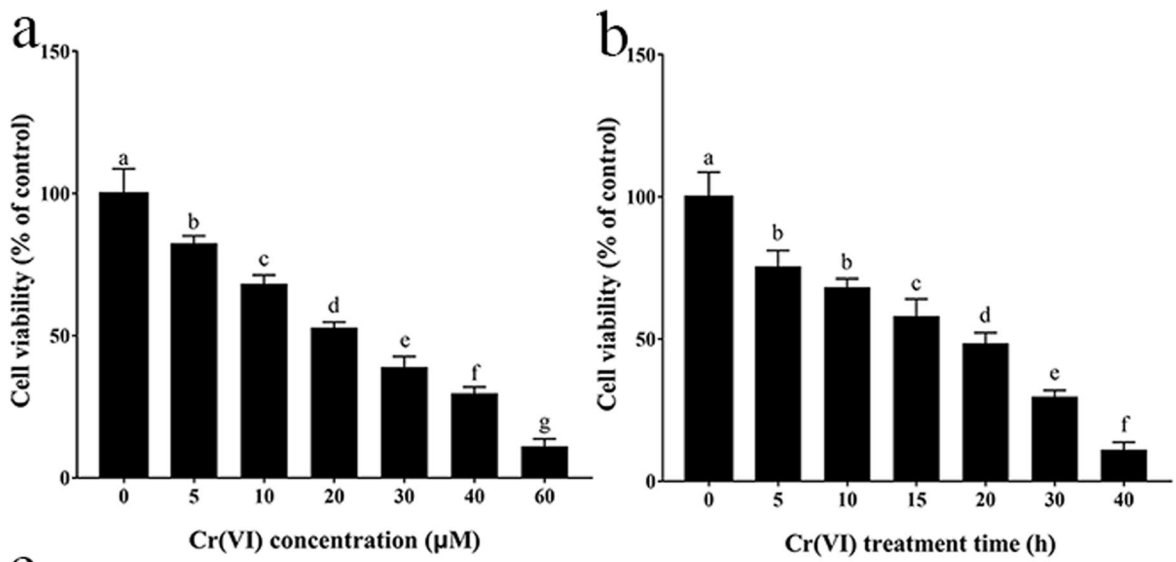 a
150
100
50
0
Cell viability (% of control)
a
b
c
d
e
f
g
0 5 10 20 30 40 60
Cr(VI) concentration (μM)
b
150
100
50
0
Cell viability (% of control)
a
b
b
c
d
e
f
0 5 10 15 20 30 40
Cr(VI) treatment time (h)